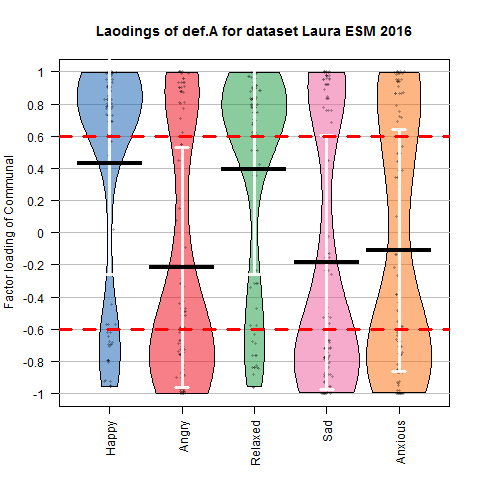 Laodings of def.A for dataset Laura ESM 2016
Factor loading of Communal
1
0.8
0.6
0.4
0.2
0
-0.2
-0.4
-0.6
-0.8
-1
Happy
Angry
Relaxed
Sad
Anxious